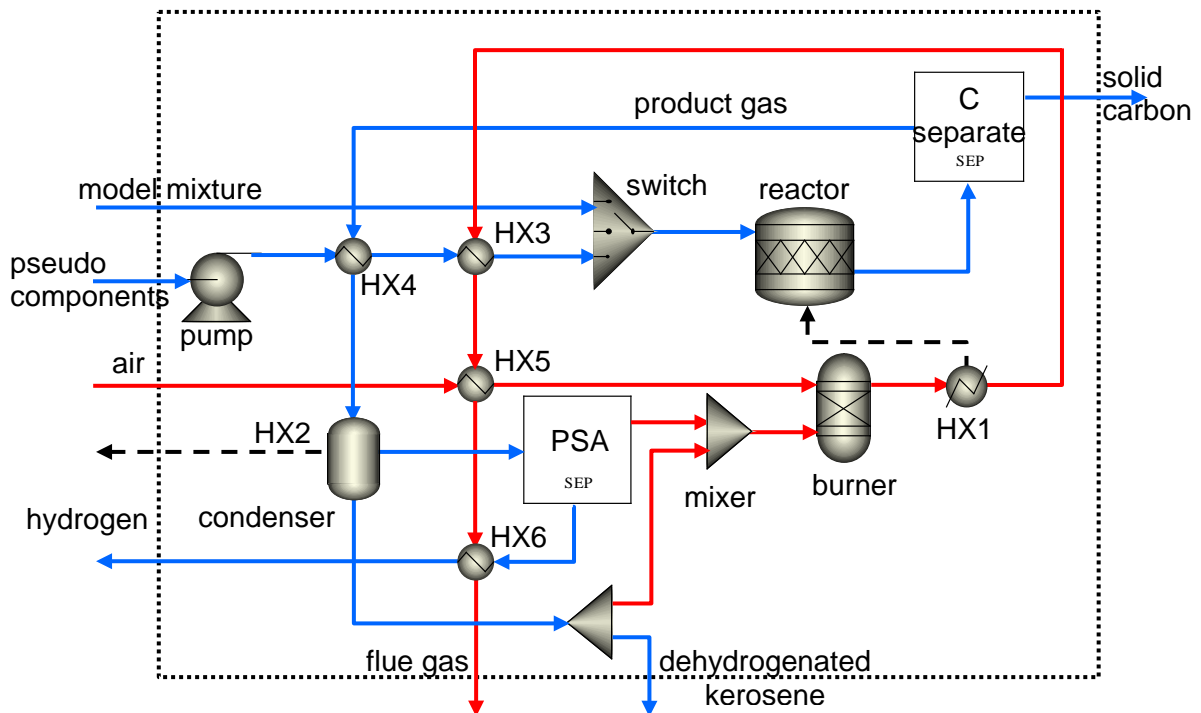 solid
carbon
C
separate
SEP
product gas
model mixture
switch
reactor
HX3
pseudo
components
HX4
pump
air
HX5
HX1
HX2
PSA
SEP
mixer
burner
condenser
hydrogen
HX6
flue gas
dehydrogenated
kerosene